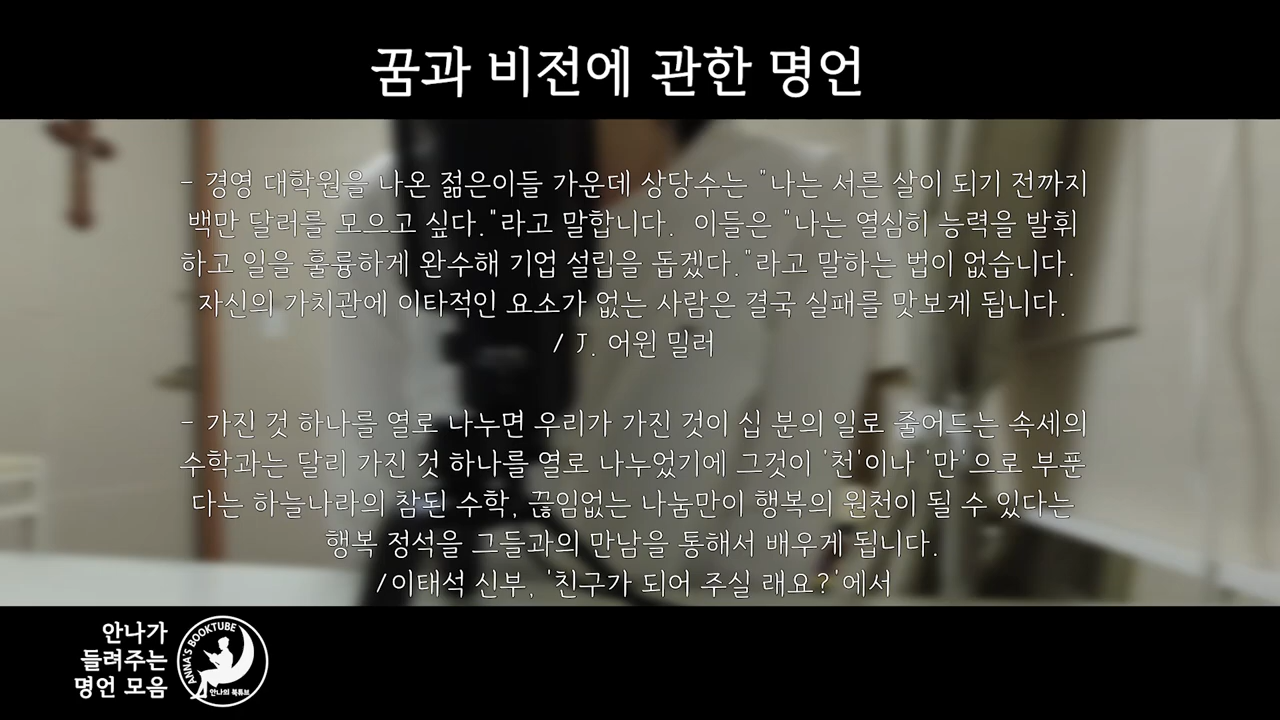 꿈과 비전에 관한 명언
- 경영 대학원을 나온 젊은이들 가운데 상당수는 "나는 서른 살이 되기 전까지
백만 달러를 모으고 싶다."라고 말합니다. 이들은 "나는 열심히 능력을 발휘
하고 일을 훌륭하게 완수해 기업 설립을 돕겠다."라고 말하는 법이 없습니다.
자신의 가치관에 이타적인 요소가 없는 사람은 결국 실패를 맛보게 됩니다.
/ J. 어윈 밀러
- 가진 것 하나를 열로 나누면 우리가 가진 것이 십 분의 일로 줄어드는 속세의
수학과는 달리 가진 것 하나를 열로 나누었기에 그것이 '천'이나 '만'으로 부푼
다는 하늘나라의 참된 수학, 끊임없는 나눔만이 행복의 원천이 될 수 있다는
행복 정석을 그들과의 만남을 통해서 배우게 됩니다.
/이태석 신부, '친구가 되어 주실 래요?'에서
안나가
들려주는
명언 모음
ANNA'S BOOKTUBE
안나의 북튜브